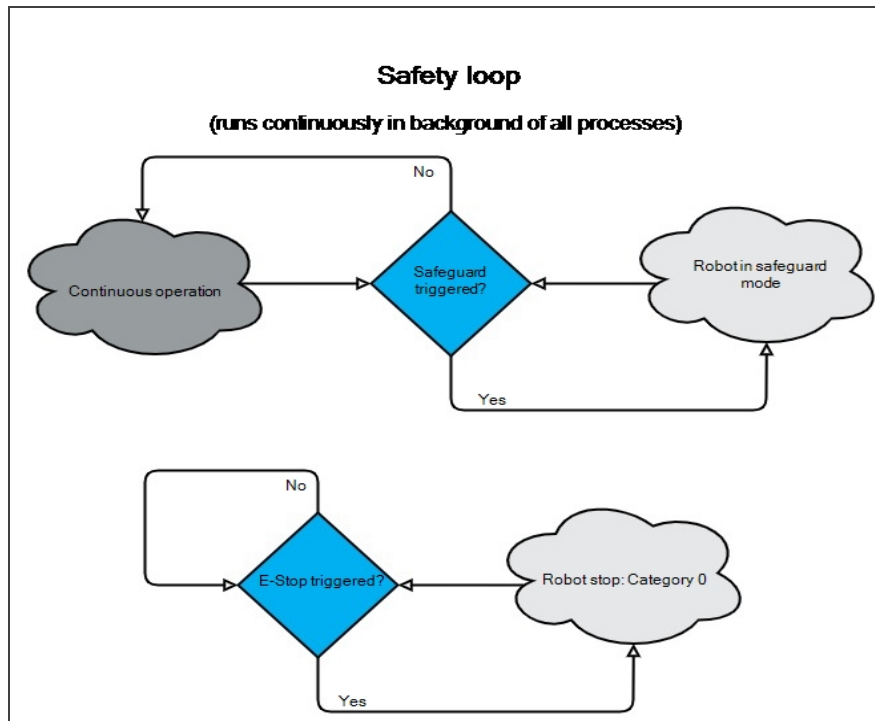 Safety loop
(runs continuously in background of all processes)
No
Continuous operation
Safeguard
triggered?
Robot in safeguard
mode
Yes
No
E-Stop triggered?
Robot stop: Category 0
Yes